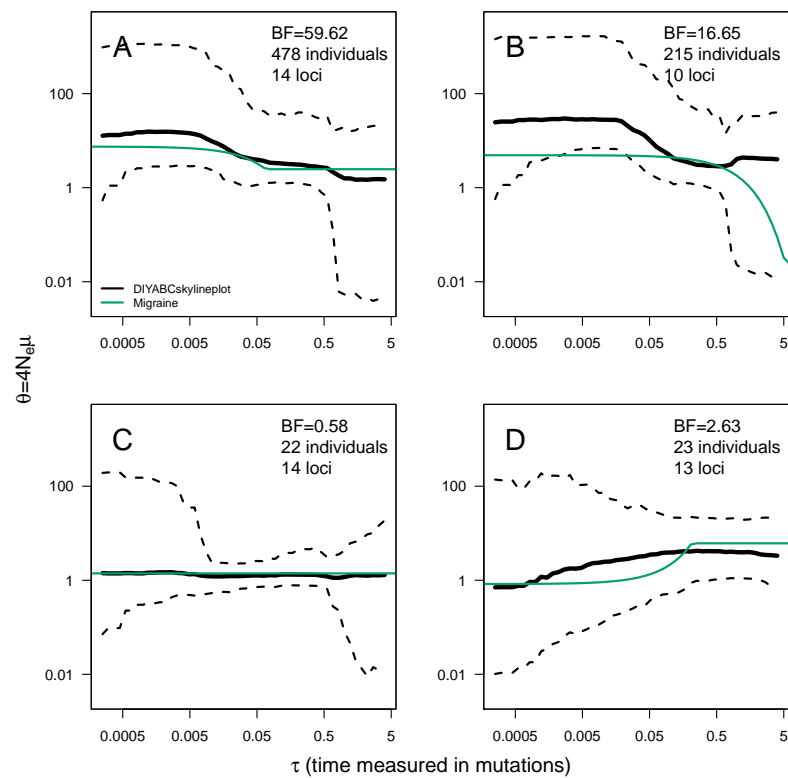 A
BF=59.62
478 individuals
14 loci
100
1
0.01
DIYABCskylineplot
Migraine
0.0005
0.005
0.05
0.5
5
B
BF=16.65
215 individuals
10 loci
100
1
0.01
0.0005
0.005
0.05
0.5
5
θ=4Neμ
C
BF=0.58
22 individuals
14 loci
100
1
0.01
0.0005
0.005
0.05
0.5
5
D
BF=2.63
23 individuals
13 loci
100
1
0.01
0.0005
0.005
0.05
0.5
5
τ (time measured in mutations)